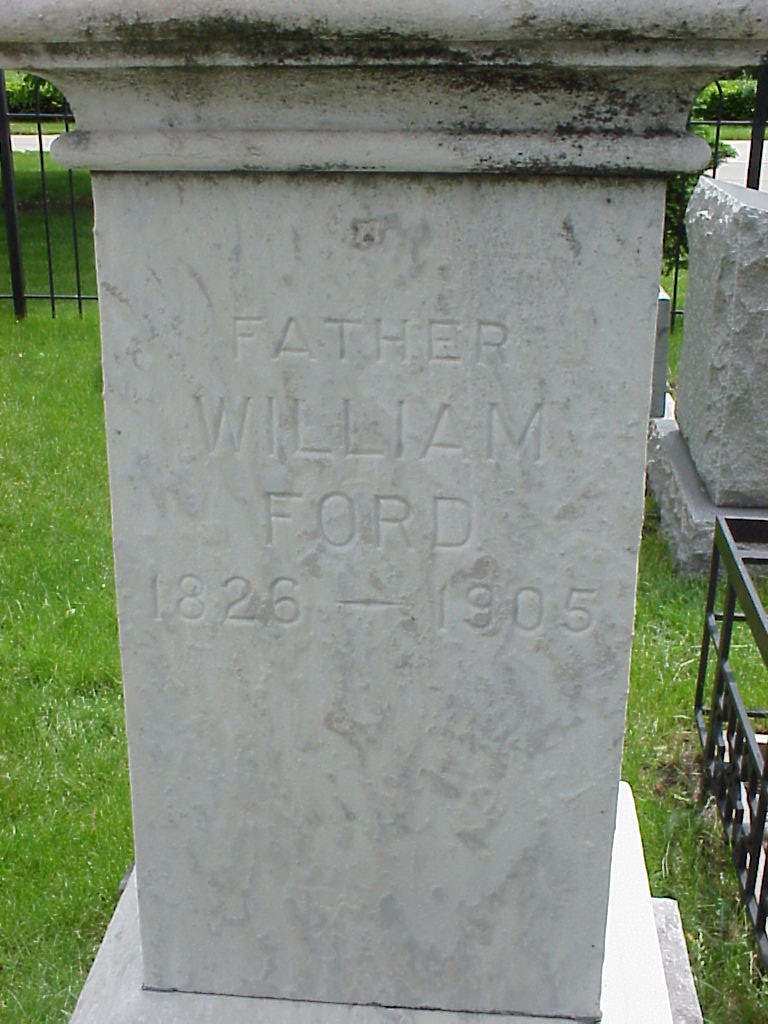 FATHER
WILLIAM
FORD
1826 — 1905